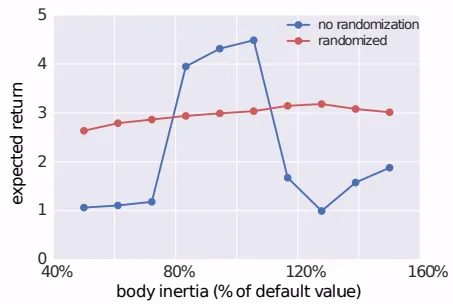 5
no randomization
randomized
4
3
2
1
0
expected return
40%
80%
120%
160%
body inertia (% of default value)